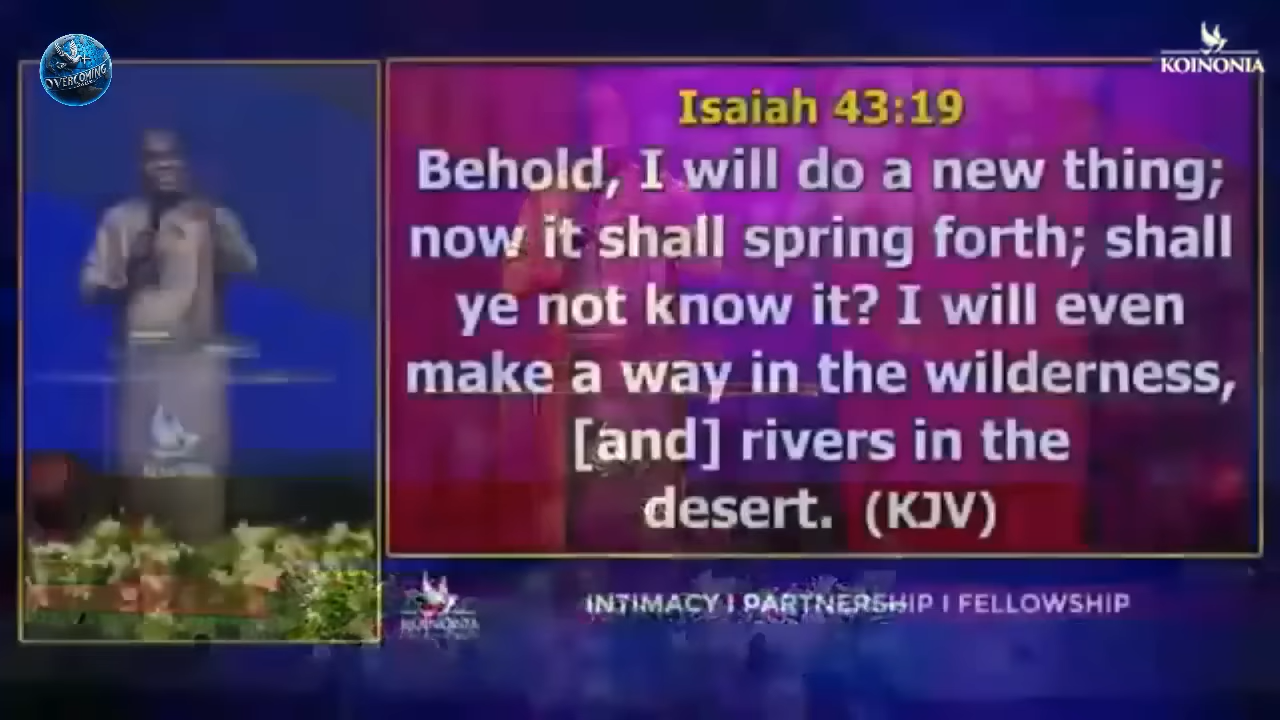 OVERCOMING
KOINONIA
Isaiah 43:19
Behold, I will do a new thing;
now it shall spring forth; shall
ye not know it? I will even
make a way in the wilderness,
[and] rivers in the
desert. (KJV)
KOINONIA
INTIMACY I PARTNERSHIP I FELLOWSHIP